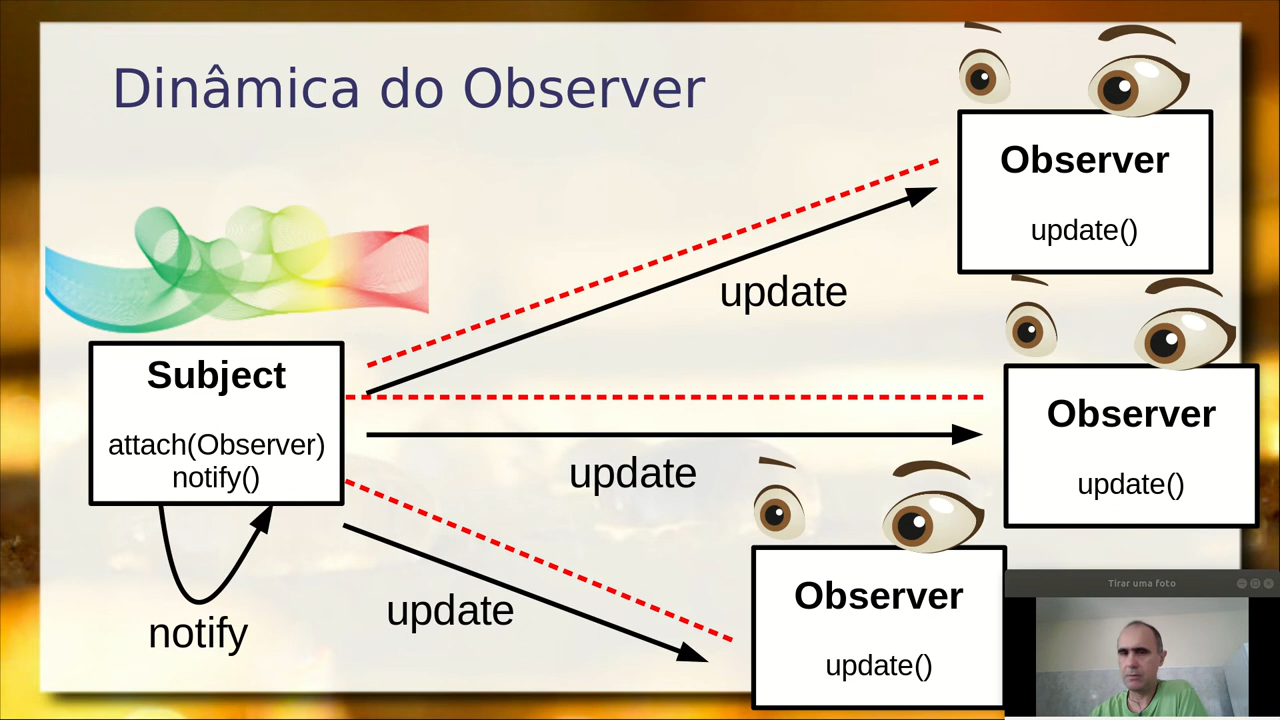 Dinâmica do Observer
Observer
update()
update
Subject
attach(Observer)
notify()
Observer
update()
update
notify
update
Observer
update()
Tirar uma foto